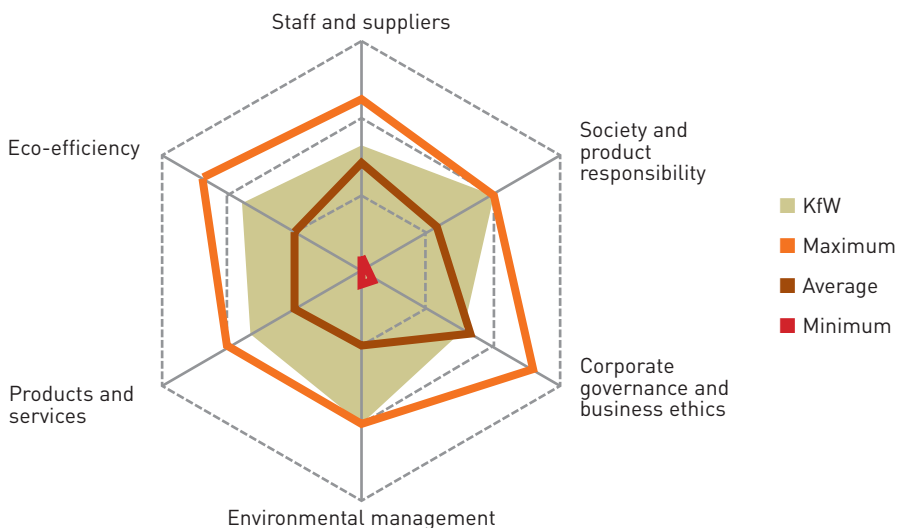 Staff and suppliers
Eco-efficiency
Society and
product
responsibility
KfW
Maximum
Average
Minimum
Products and
services
Corporate
governance and
business ethics
Environmental management